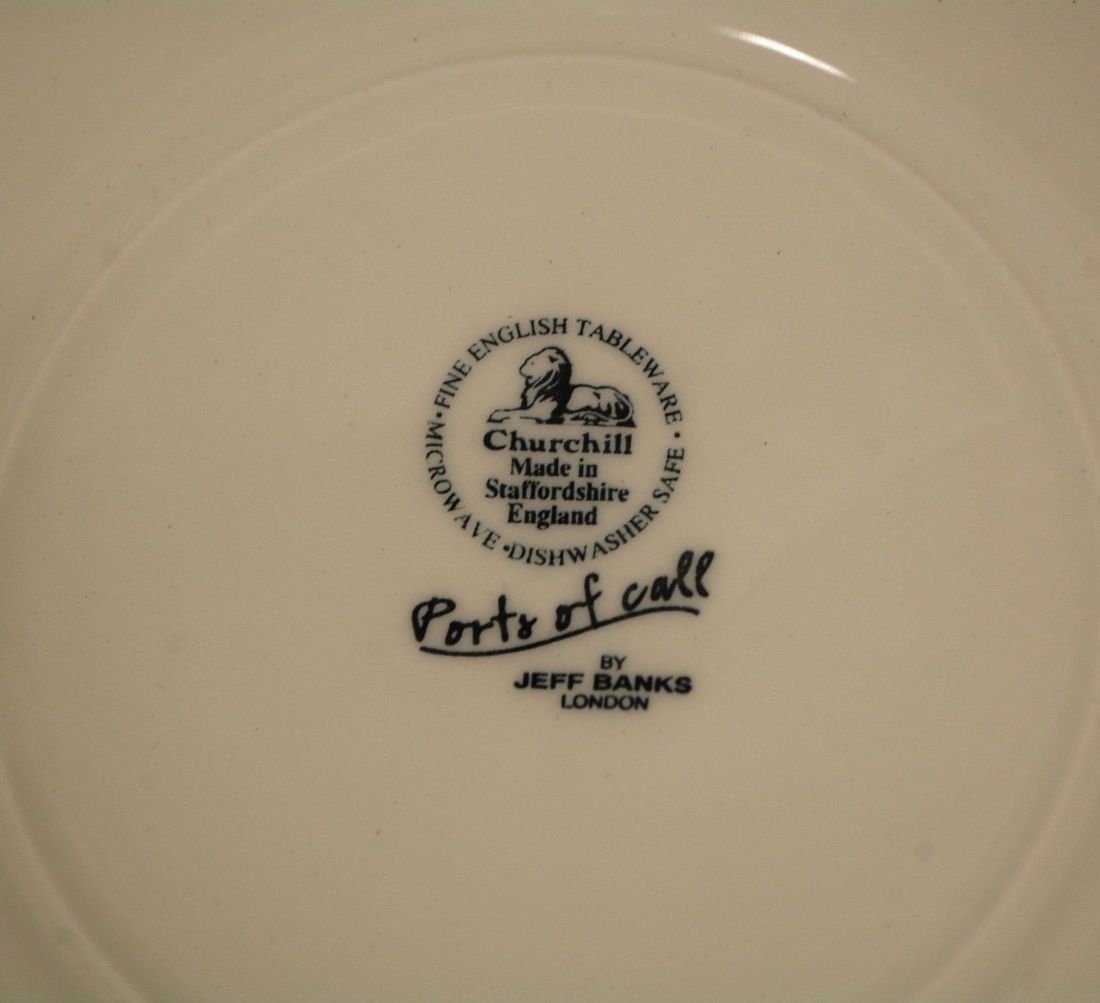 • FINE ENGLISH TABLEWARE •
MICROWAVE • DISHWASHER SAFE
Churchill
Made in
Staffordshire
England
Ports of call
BY
JEFF BANKS
LONDON